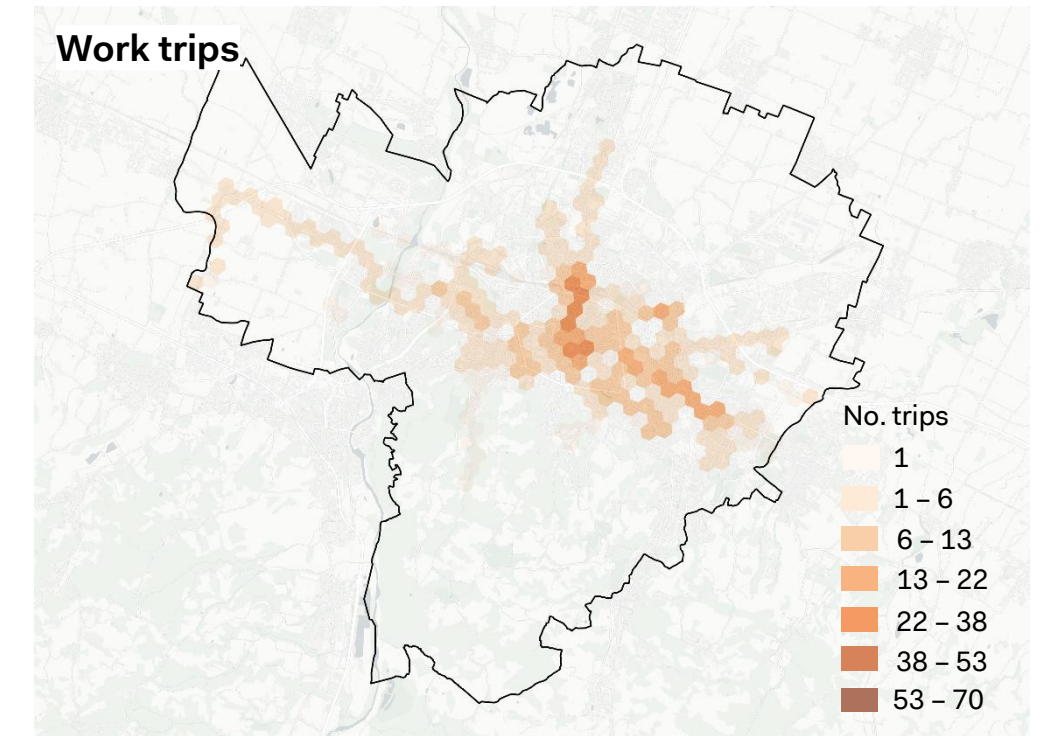 Work trips
No. trips
1
1 – 6
6 – 13
13 – 22
22 – 38
38 – 53
53 – 70